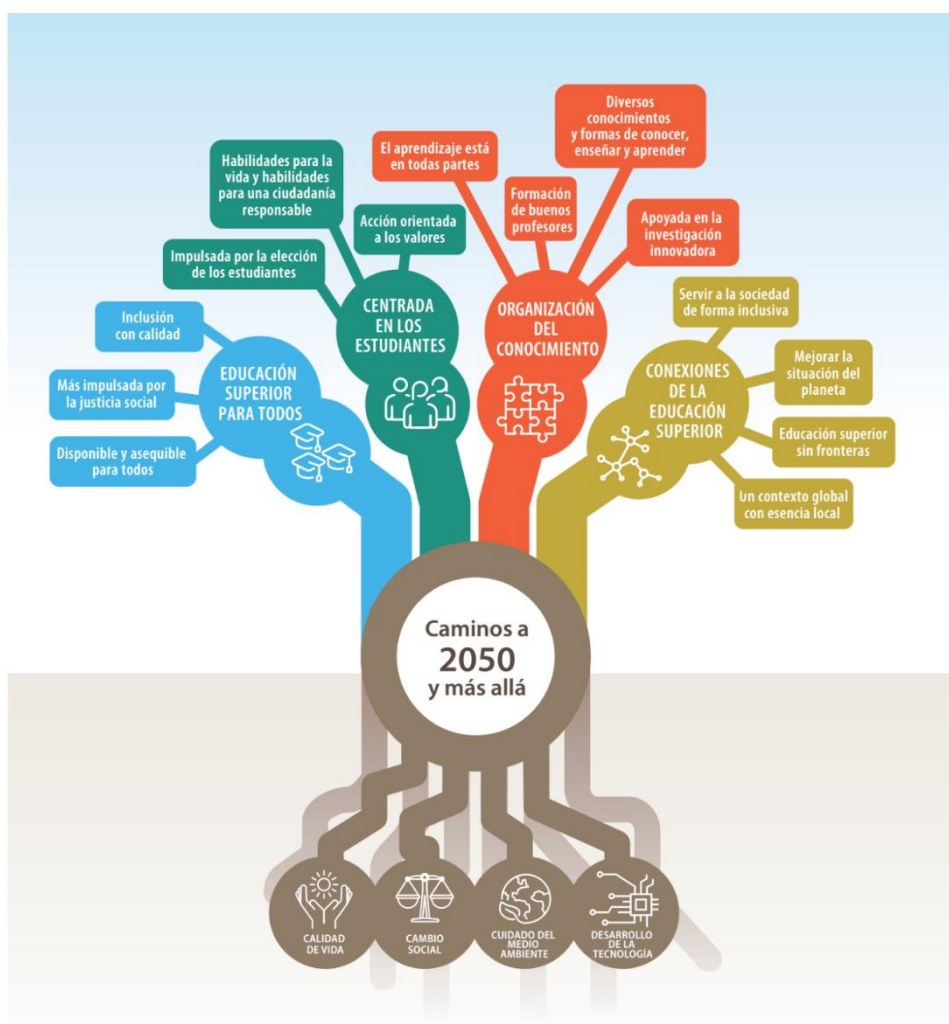 Diversos
conocimientos
y formas de conocer,
enseñar y aprender
El aprendizaje está
en todas partes
Habilidades para la
vida y habilidades
para una ciudadanía
responsable
Formación
de buenos
profesores
Apoyada en la
investigación
innovadora
Acción orientada
a los valores
Impulsada por la elección
de los estudiantes
CENTRADA
EN LOS
ESTUDIANTES
ORGANIZACIÓN
DEL
CONOCIMIENTO
Servir a la sociedad
de forma inclusiva
Inclusión
con calidad
Mejorar la
situación del
planeta
EDUCACIÓN
SUPERIOR
PARA TODOS
CONEXIONES
DE LA
EDUCACIÓN
SUPERIOR
Más impulsada por
la justicia social
Educación superior
sin fronteras
Disponible y asequible
para todos
Un contexto global
con esencia local
Caminos a
2050
y más allá
CALIDAD
DE VIDA
CAMBIO
SOCIAL
CUIDADO DEL
MEDIO
AMBIENTE
DESARROLLO
DE LA
TECNOLOGÍA